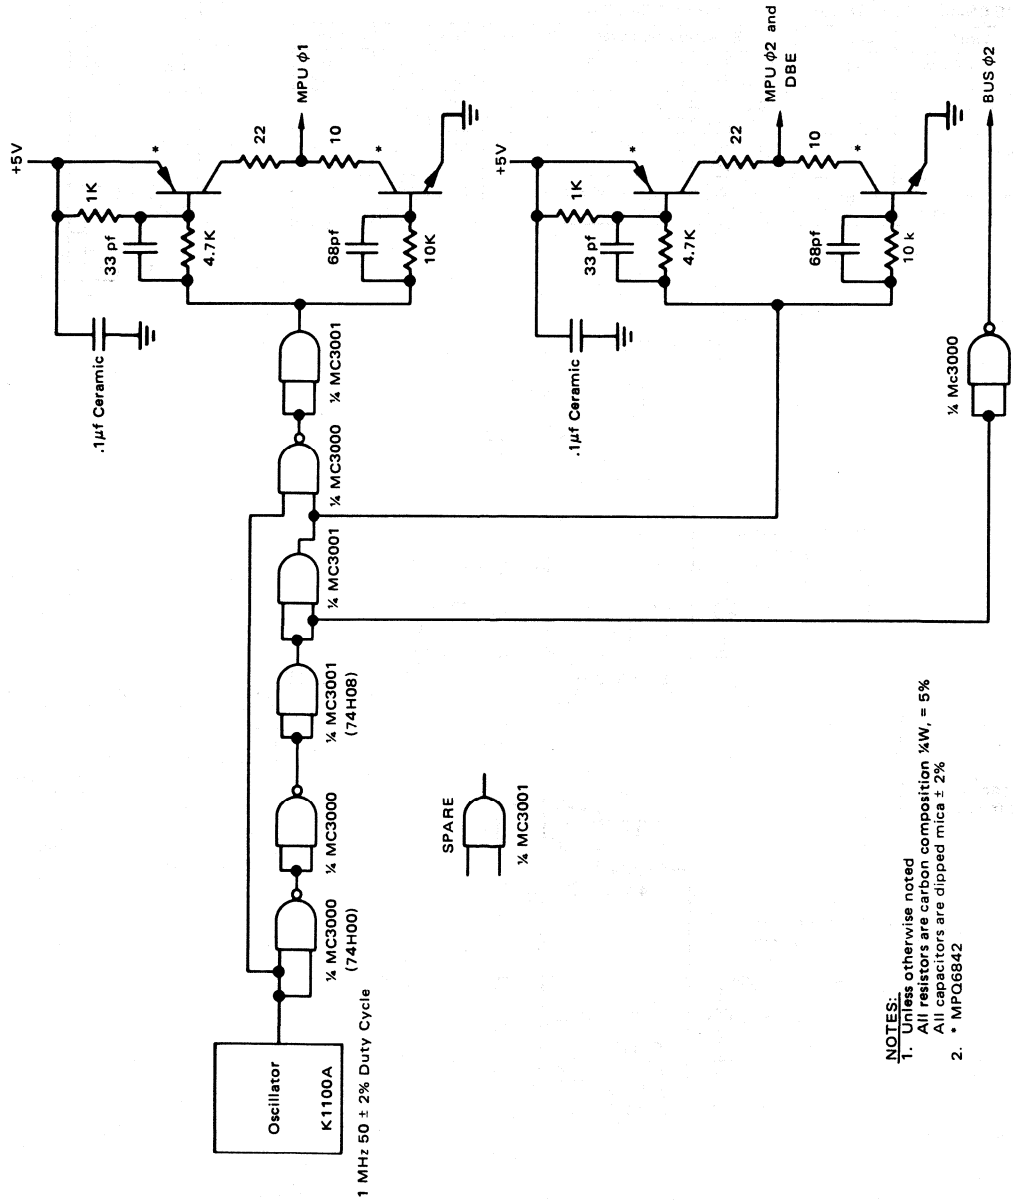 Oscillator
K1100A
1 MHz 50 ± 2% Duty Cycle
¼ MC3000
(74H00)
¼ MC3000
¼ MC3001
(74H08)
¼ MC3001
¼ MC3000
¼ MC3001
.1µf Ceramic
+5V
1K
33 pf
4.7K
*
22
MPU ϕ1
10
*
68pf
10K
.1µf Ceramic
+5V
1K
33 pf
4.7K
*
22
MPU ϕ2 and
DBE
10
*
68pf
10 k
¼ Mc3000
BUS ϕ2
SPARE
¼ MC3001
NOTES:
1. Unless otherwise noted
All resistors are carbon composition ¼W, = 5%
All capacitors are dipped mica ± 2%
2. * MPQ6842